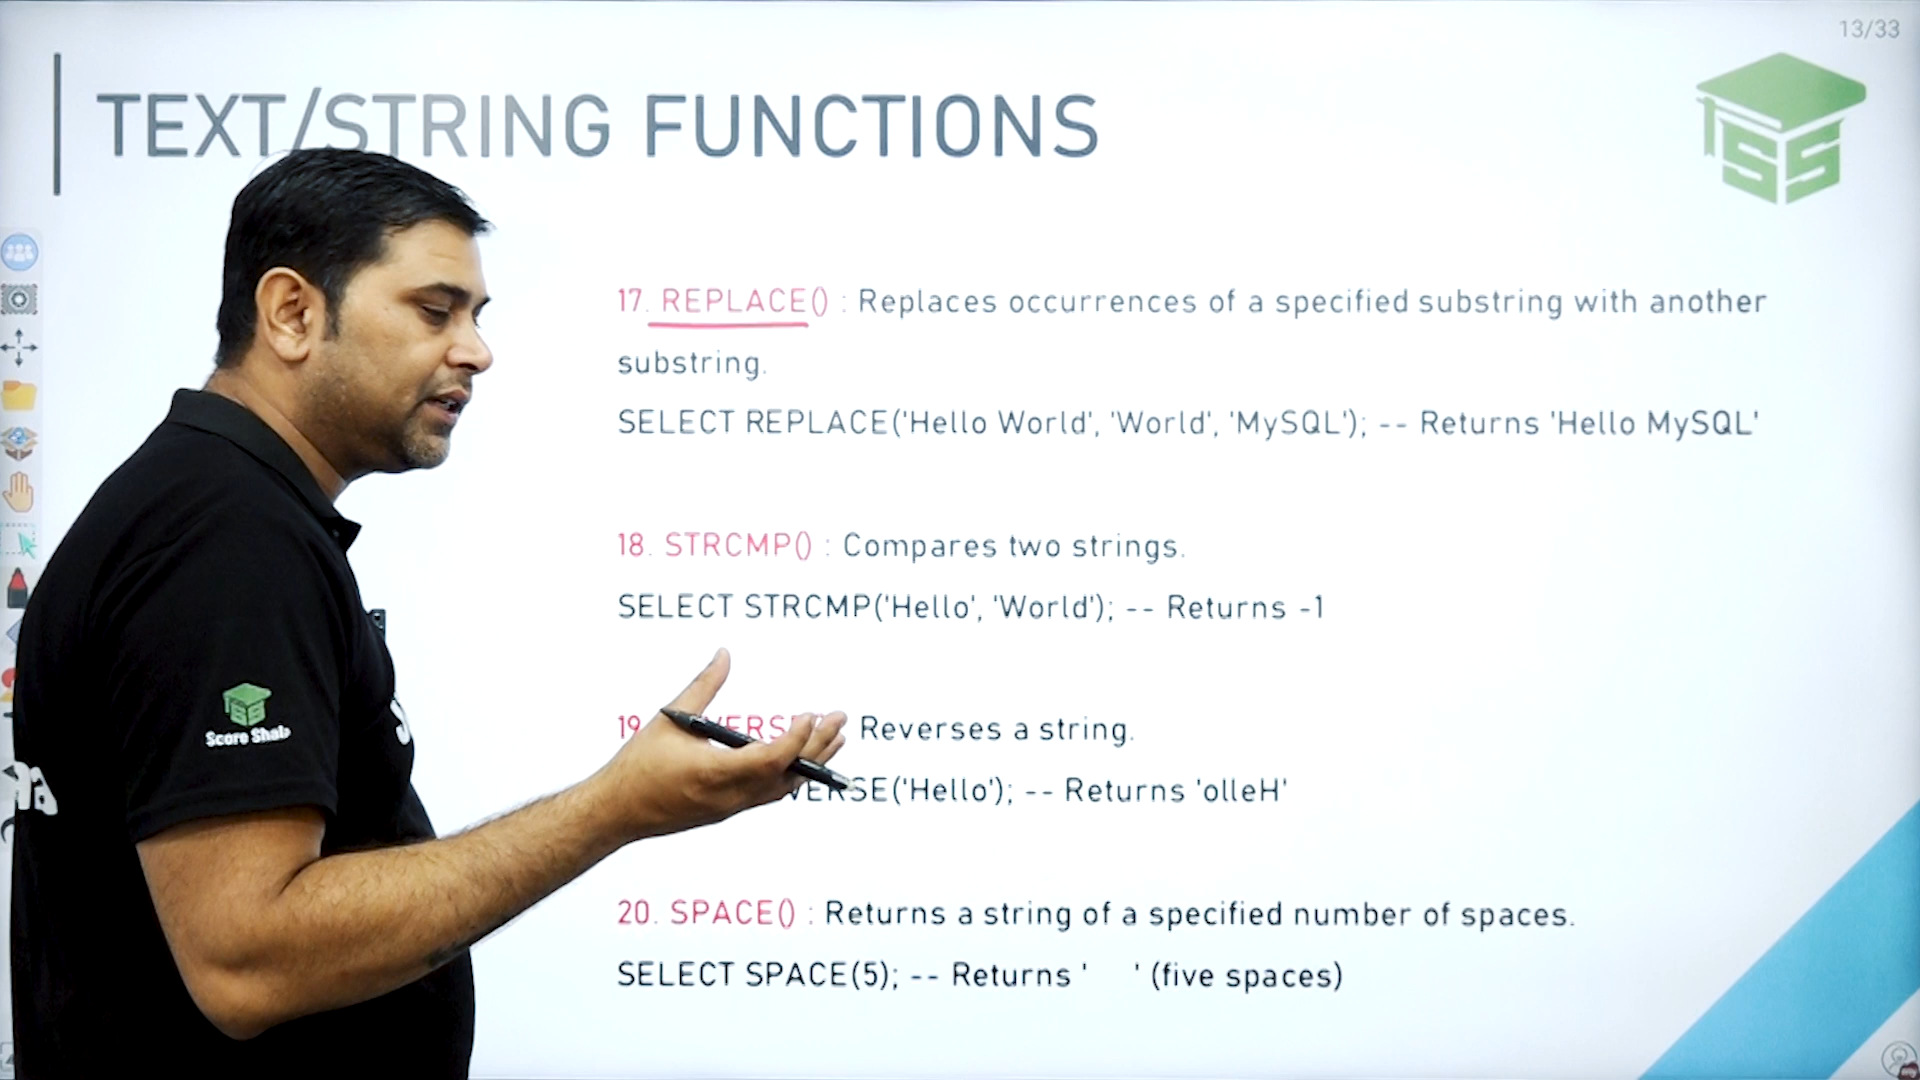 13/33
TEXT/STRING FUNCTIONS
SS
17. REPLACE() : Replaces occurrences of a specified substring with another
substring.
SELECT REPLACE('Hello World', 'World', 'MySQL'); -- Returns 'Hello MySQL'
18. STRCMP() : Compares two strings.
SELECT STRCMP('Hello', 'World'); -- Returns -1
19 Reverses a string.
('Hello'); -- Returns 'olleH'
20. SPACE() : Returns a string of a specified number of spaces.
SELECT SPACE(5); -- Returns '     ' (five spaces)
Score Shala